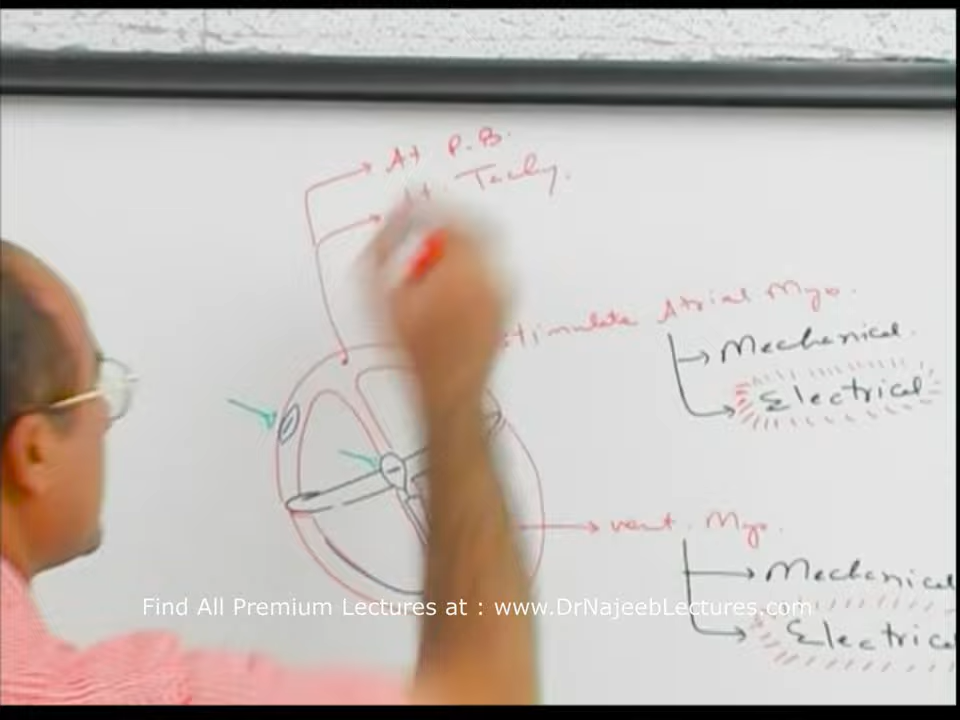 At P.B.
At Tachy.
stimulate Atrial Myo.
Mechanical.
Electrical
vent. Myo.
Mechanical
Electrical
Find All Premium Lectures at : www.DrNajeebLectures.com